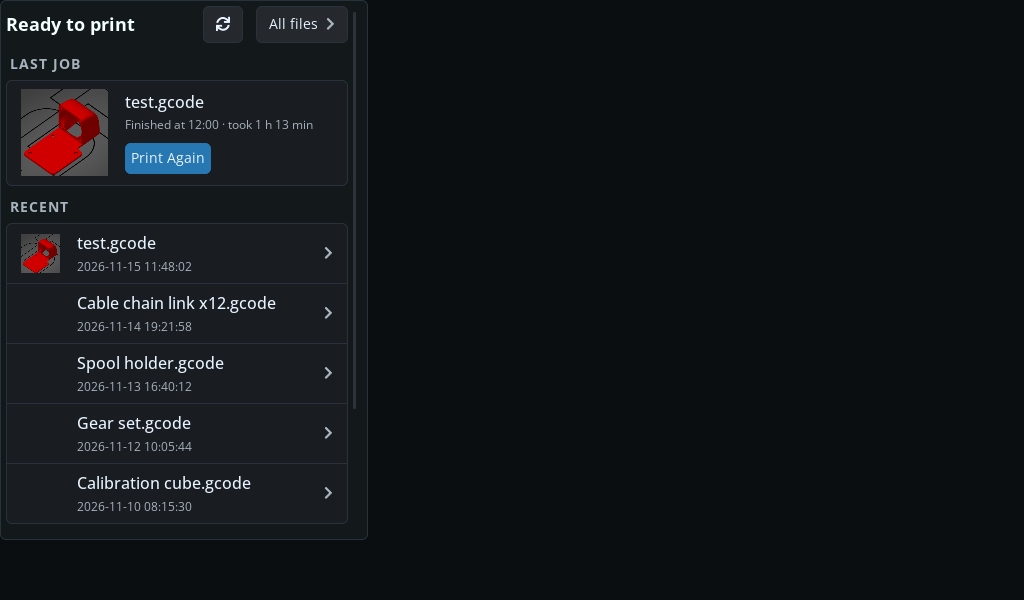 Ready to print
All files
LAST JOB
test.gcode
Finished at 12:00 · took 1 h 13 min
Print Again
RECENT
test.gcode
2026-11-15 11:48:02
Cable chain link x12.gcode
2026-11-14 19:21:58
Spool holder.gcode
2026-11-13 16:40:12
Gear set.gcode
2026-11-12 10:05:44
Calibration cube.gcode
2026-11-10 08:15:30